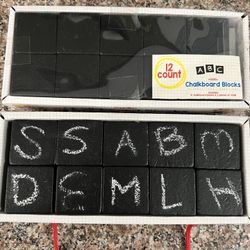 12
count
ABC
Chalkboard Blocks
S S A B M
D E M L H